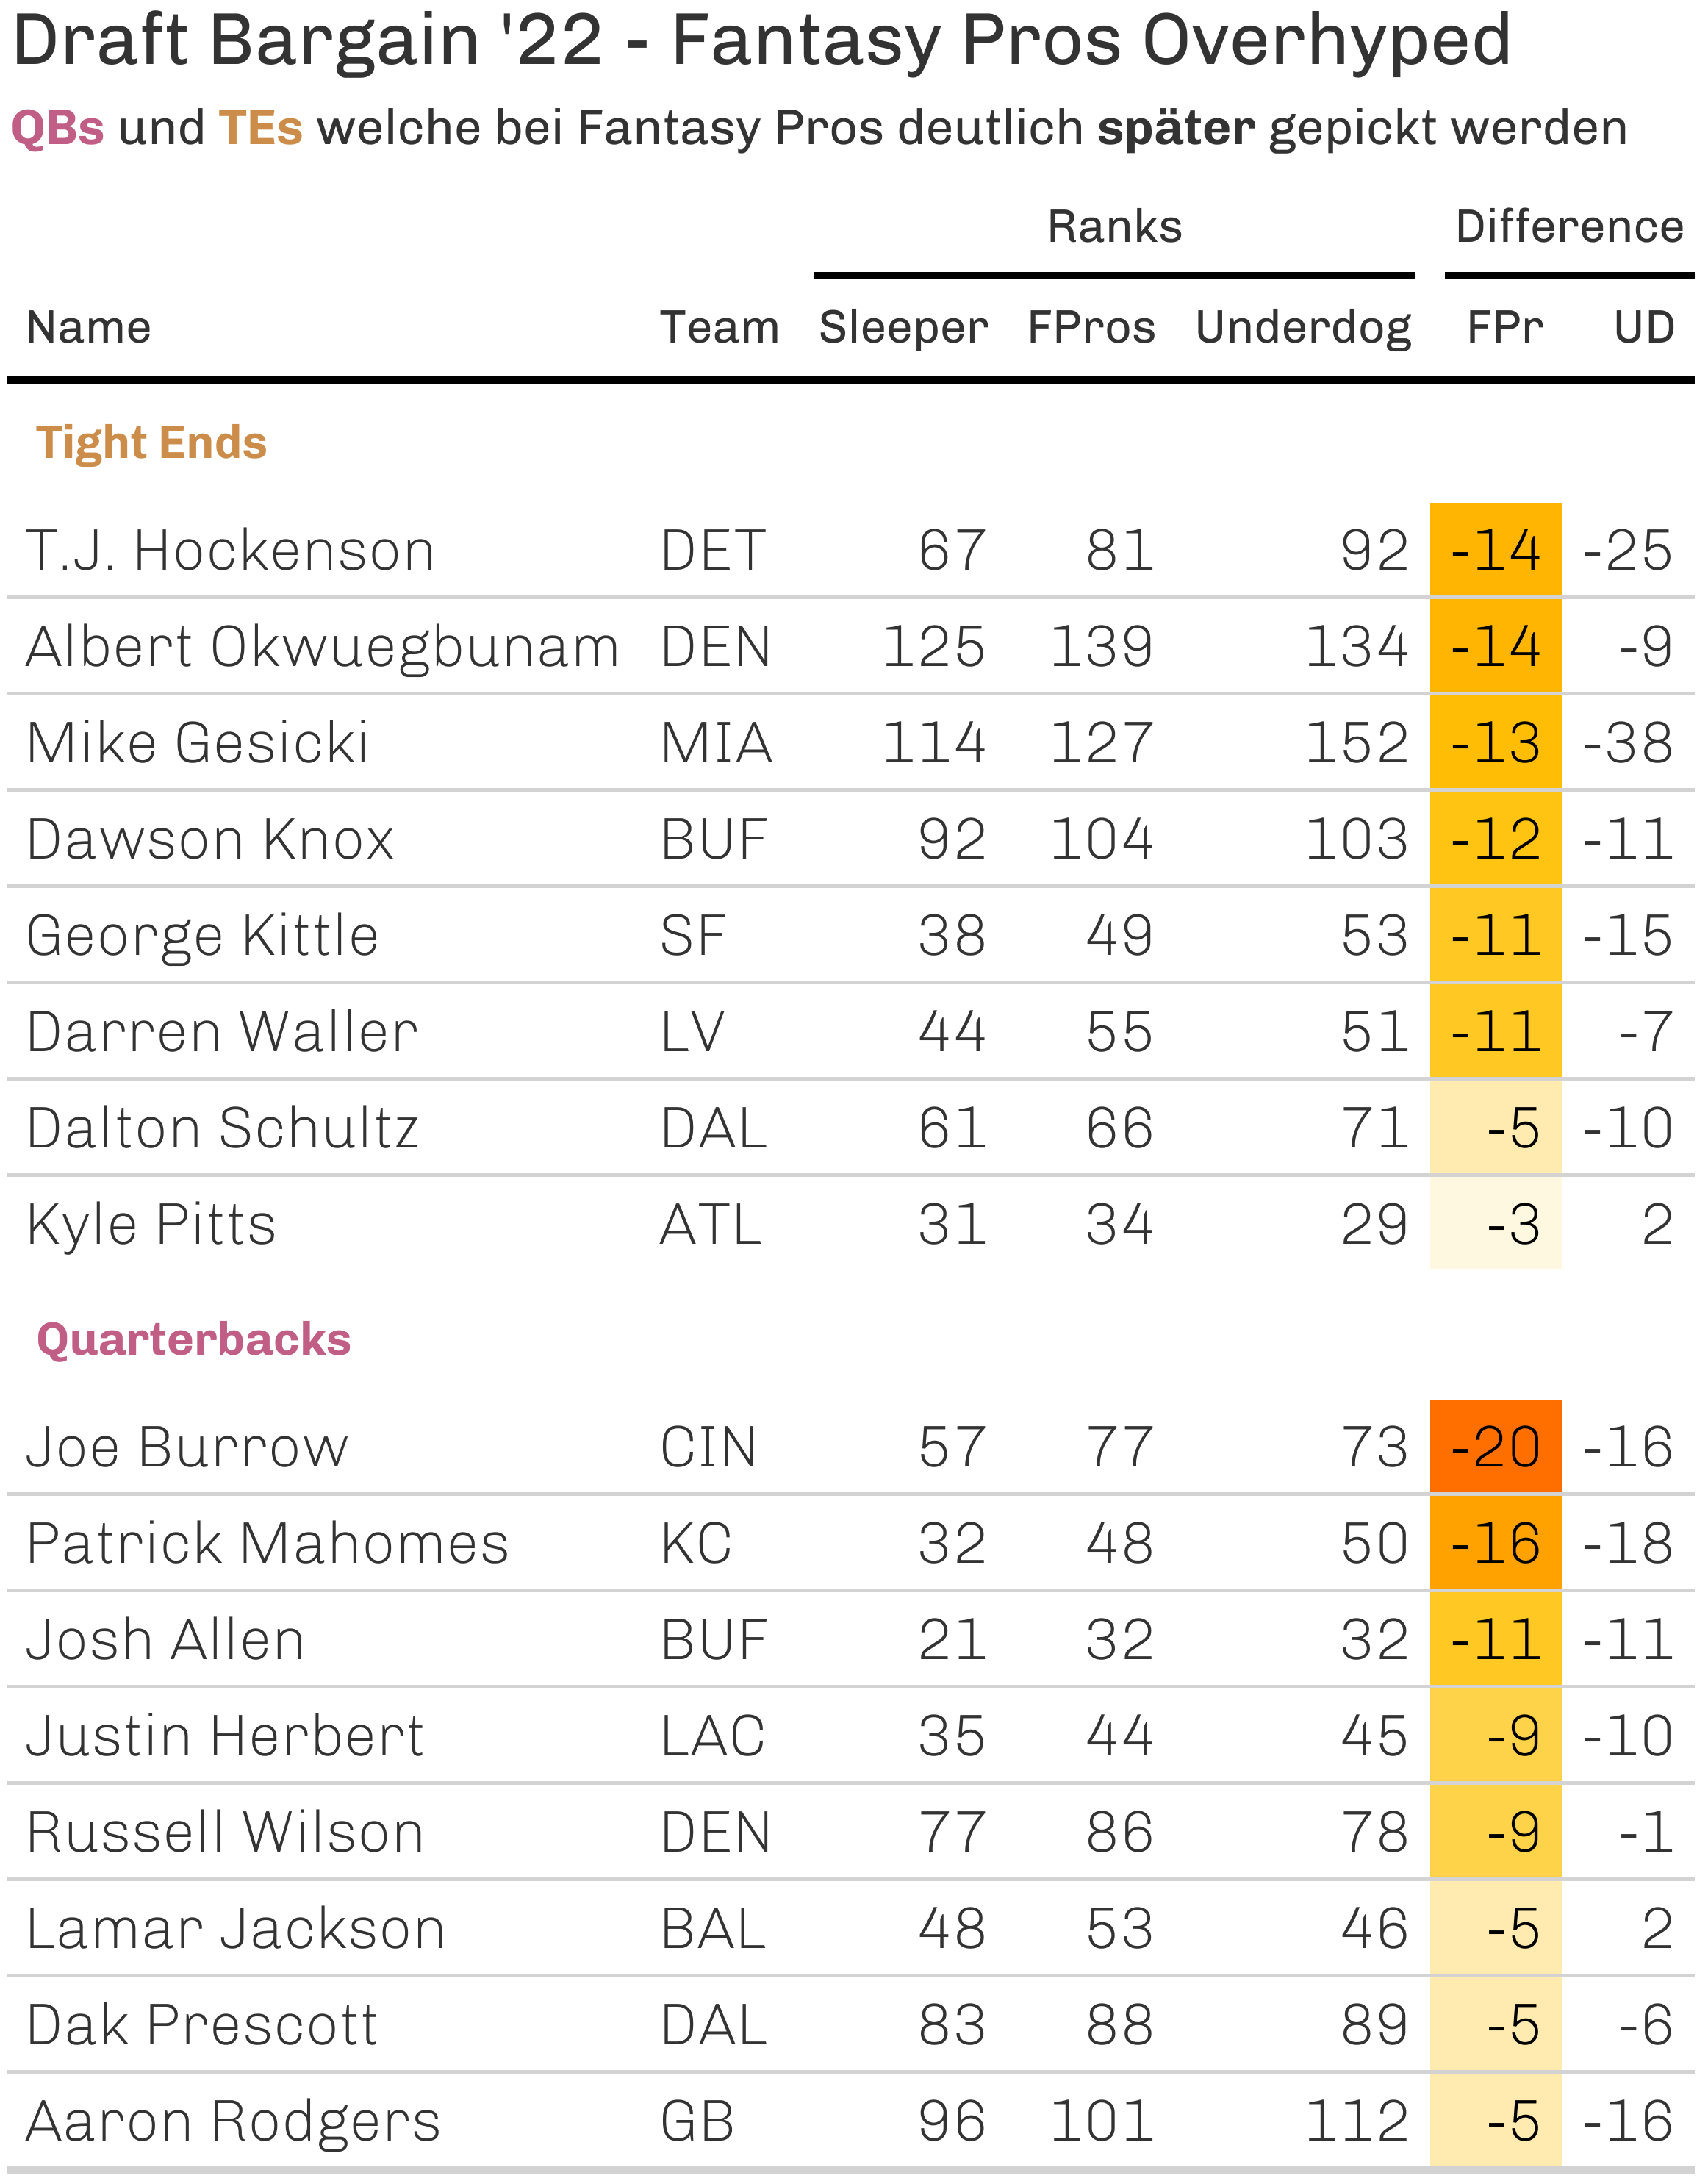 Draft Bargain '22 - Fantasy Pros Overhyped
QBs und TEs welche bei Fantasy Pros deutlich später gepickt werden
Ranks Difference
Name Team Sleeper FPros Underdog FPr UD
Tight Ends
T.J. Hockenson DET 67 81 92 -14 -25
Albert Okwuegbunam DEN 125 139 134 -14 -9
Mike Gesicki MIA 114 127 152 -13 -38
Dawson Knox BUF 92 104 103 -12 -11
George Kittle SF 38 49 53 -11 -15
Darren Waller LV 44 55 51 -11 -7
Dalton Schultz DAL 61 66 71 -5 -10
Kyle Pitts ATL 31 34 29 -3 2
Quarterbacks
Joe Burrow CIN 57 77 73 -20 -16
Patrick Mahomes KC 32 48 50 -16 -18
Josh Allen BUF 21 32 32 -11 -11
Justin Herbert LAC 35 44 45 -9 -10
Russell Wilson DEN 77 86 78 -9 -1
Lamar Jackson BAL 48 53 46 -5 2
Dak Prescott DAL 83 88 89 -5 -6
Aaron Rodgers GB 96 101 112 -5 -16